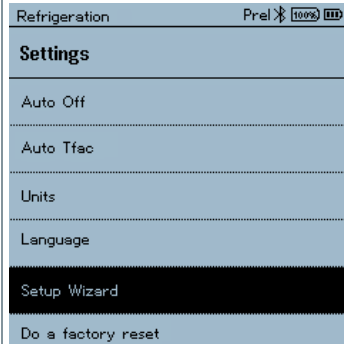 Refrigeration Prel 100%
Settings
Auto Off
Auto Tfac
Units
Language
Setup Wizard
Do a factory reset